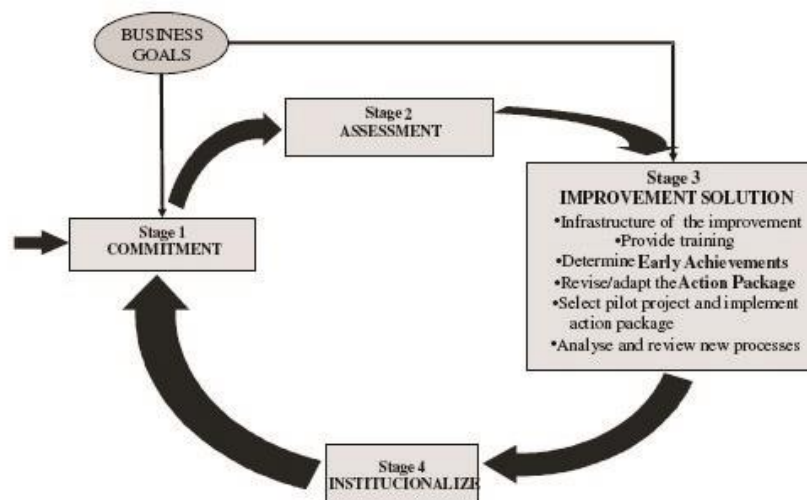 BUSINESS
GOALS
Stage 2
ASSESSMENT
Stage 1
COMMITMENT
Stage 3
IMPROVEMENT SOLUTION
•Infrastructure of the improvement
•Provide training
•Determine Early Achievements
•Revise/adapt the Action Package
•Select pilot project and implement
action package
•Analyse and review new processes
Stage 4
INSTITUCIONALIZE